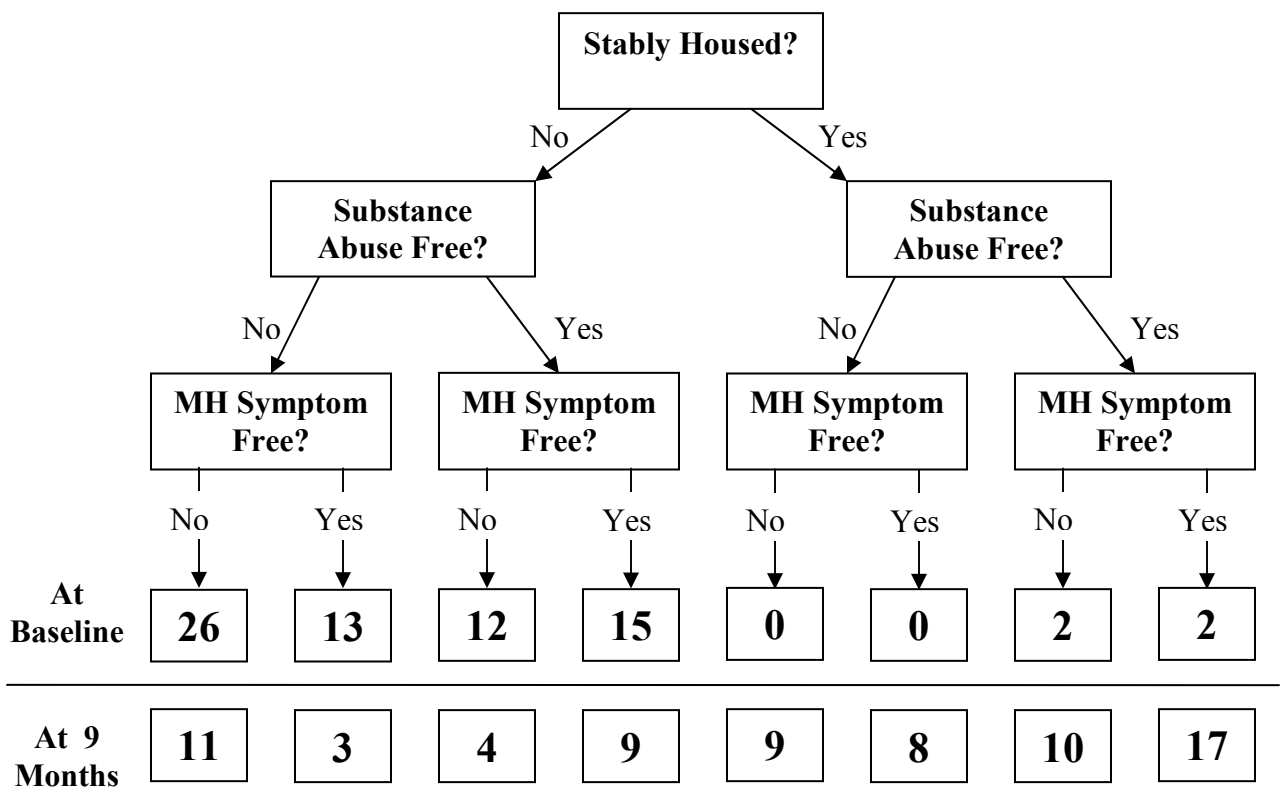 Stably Housed?
No Yes
Substance Substance
Abuse Free? Abuse Free?
No Yes No Yes
MH Symptom MH Symptom MH Symptom MH Symptom
Free? Free? Free? Free?
No Yes No Yes No Yes No Yes
At
Baseline 26 13 12 15 0 0 2 2
At 9
Months 11 3 4 9 9 8 10 17